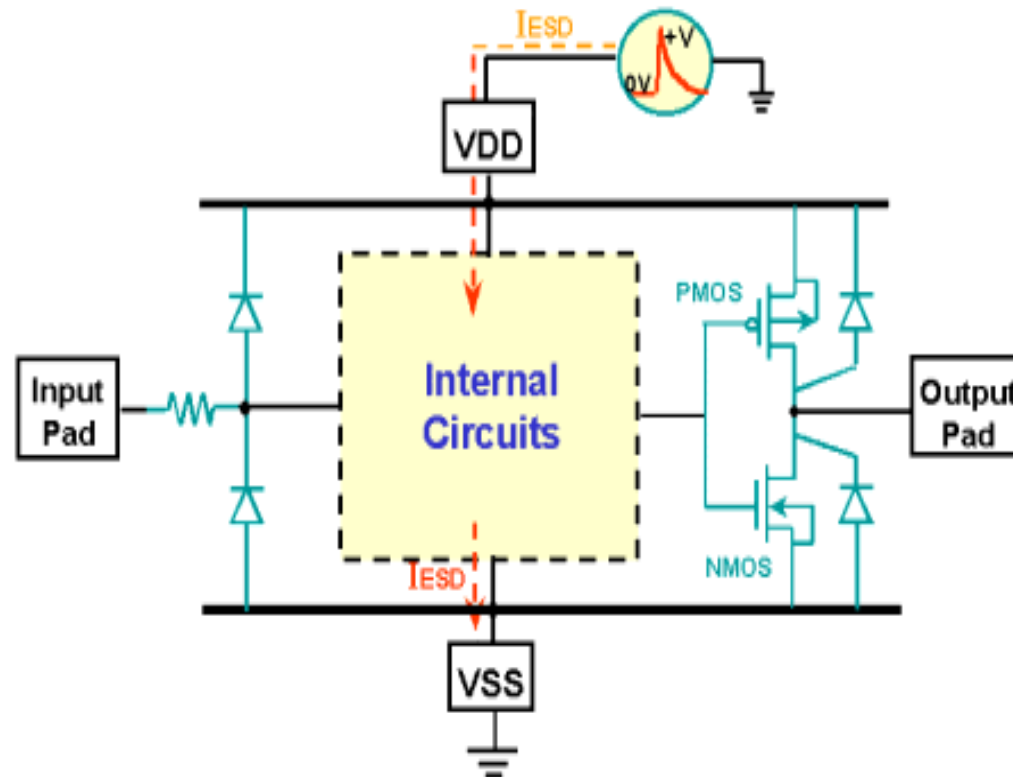 IESD
+V
0V
VDD
PMOS
Input
Pad
Internal
Circuits
Output
Pad
IESD
NMOS
VSS